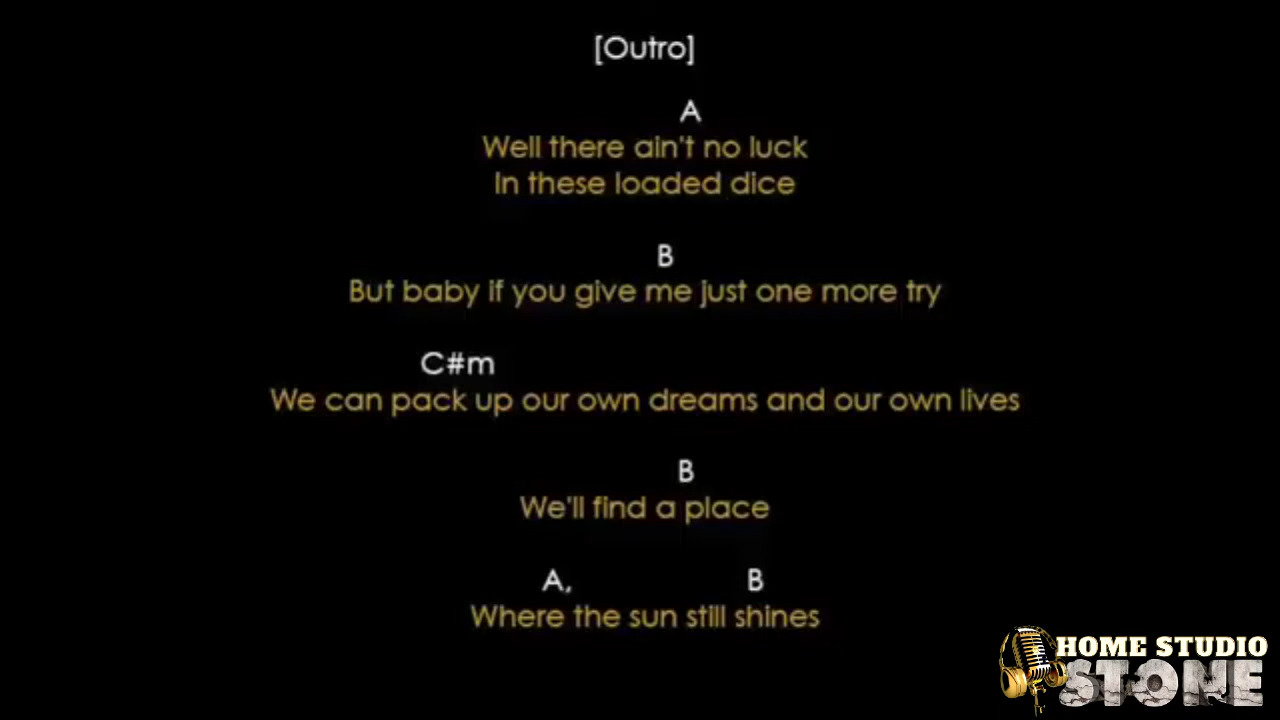 [Outro]
A
Well there ain't no luck
In these loaded dice
B
But baby if you give me just one more try
C#m
We can pack up our own dreams and our own lives
B
We'll find a place
A, B
Where the sun still shines
HOME STUDIO
STONE